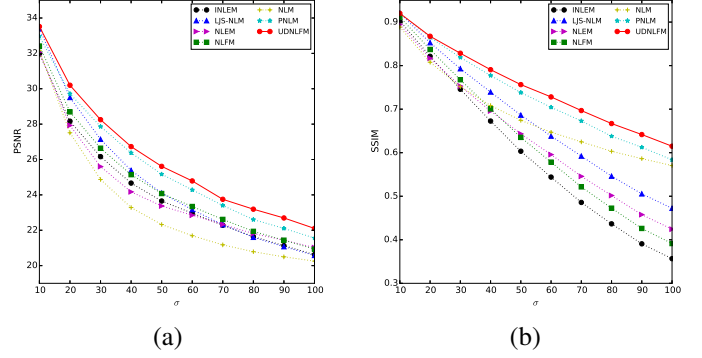 INLEM
LJS-NLM
NLEM
NLFM
NLM
PNLM
UDNLFM
34
32
30
28
26
24
22
20
PSNR
10 20 30 40 50 60 70 80 90 100
σ
(a)
INLEM
LJS-NLM
NLEM
NLFM
NLM
PNLM
UDNLFM
0.9
0.8
0.7
0.6
0.5
0.4
0.3
SSIM
10 20 30 40 50 60 70 80 90 100
σ
(b)